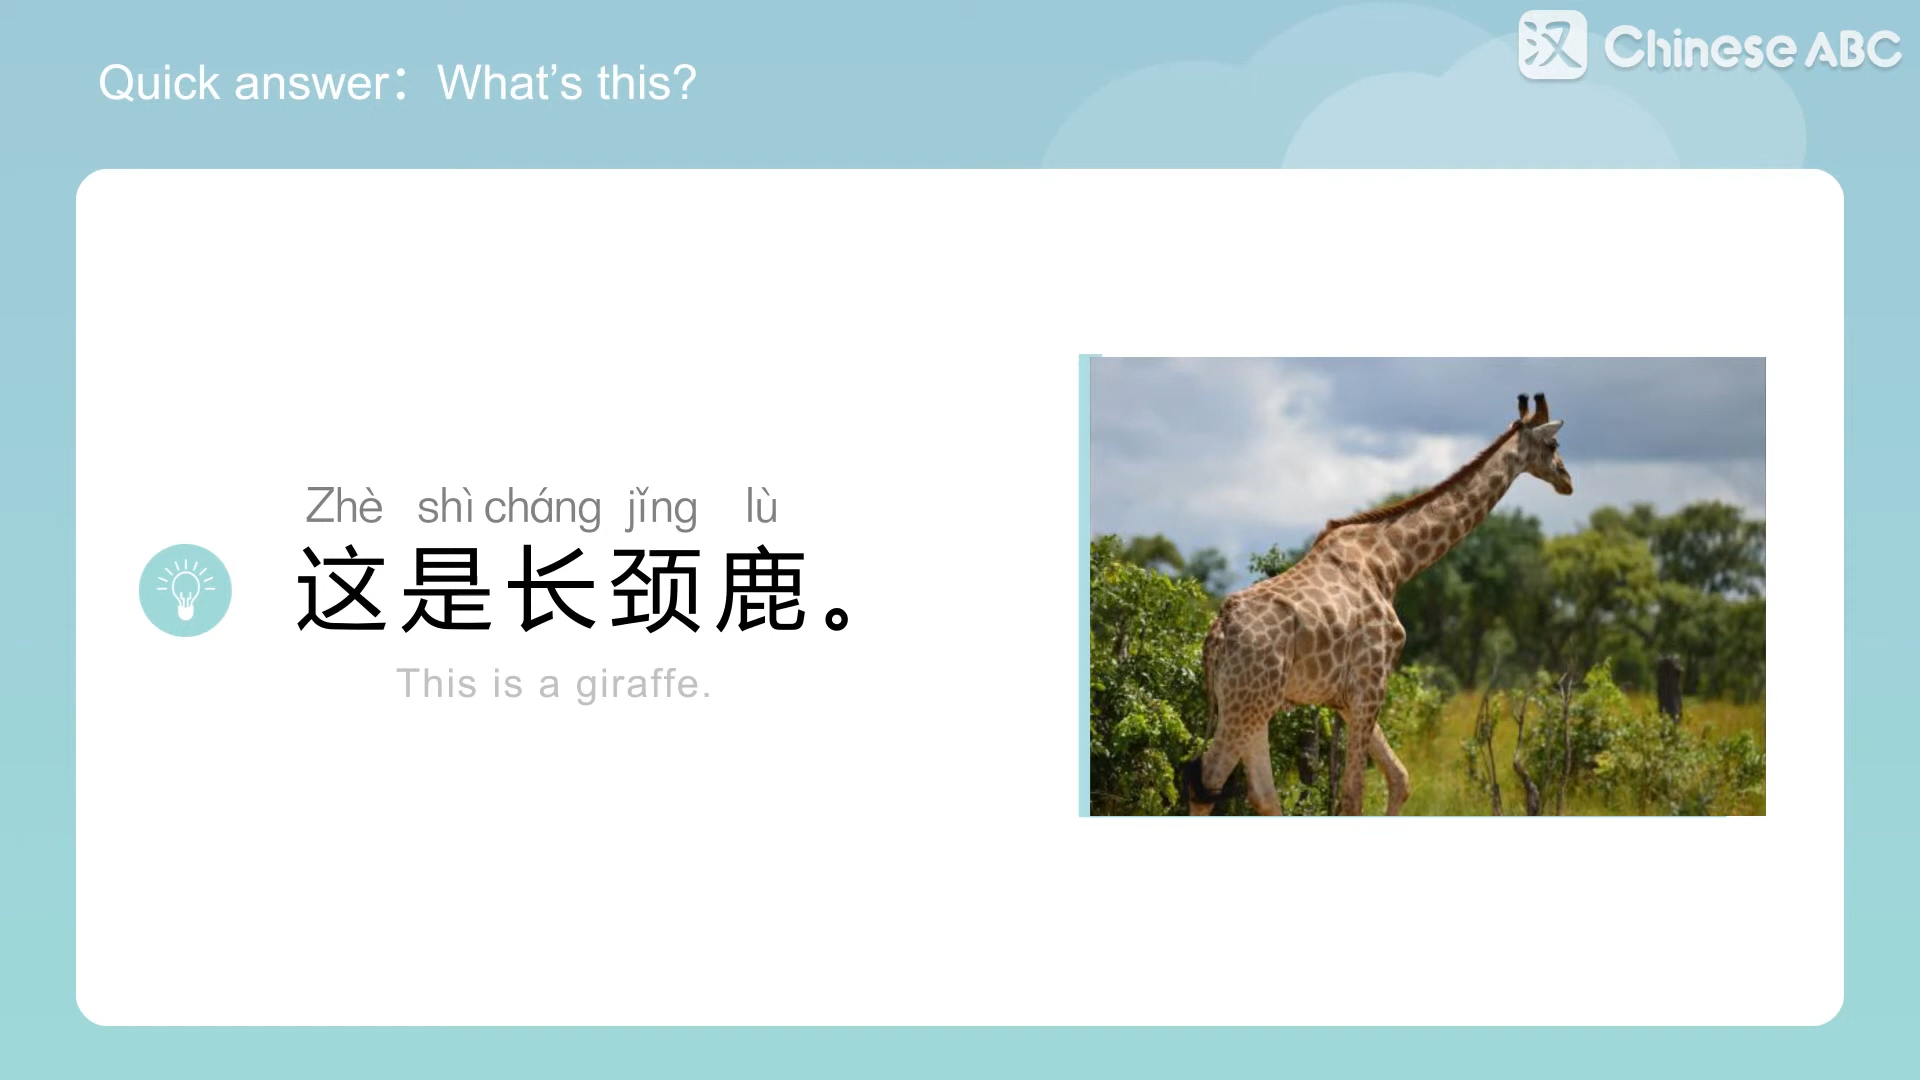 Quick answer：What’s this?
汉 Chinese ABC
Zhè shì cháng jǐng lù
这是长颈鹿。
This is a giraffe.